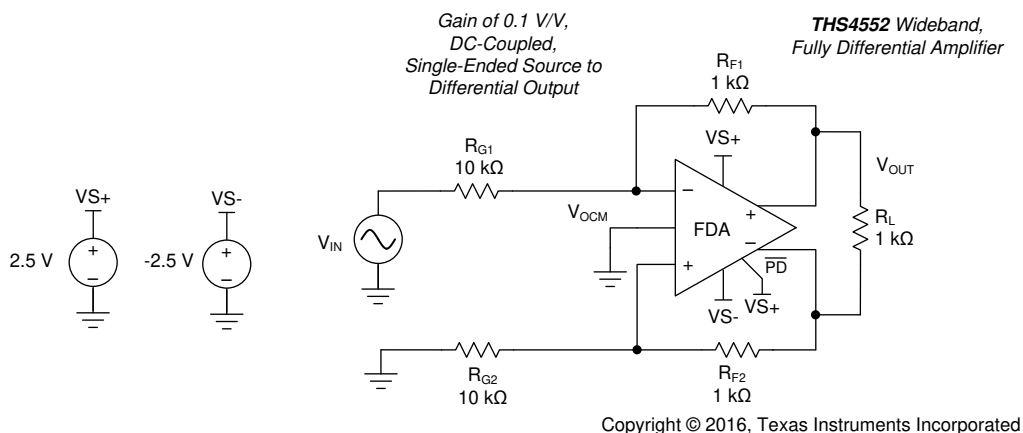 Gain of 0.1 V/V,
DC-Coupled,
Single-Ended Source to
Differential Output
THS4552 Wideband,
Fully Differential Amplifier
RF1
1 kΩ
VS+
RG1
10 kΩ
VOUT
VS+
VS-
VIN
VOCM
−
+
FDA
−
+
RL
1 kΩ
2.5 V
+
−
-2.5 V
+
−
PD
VS-
VS+
RG2
10 kΩ
RF2
1 kΩ
Copyright © 2016, Texas Instruments Incorporated